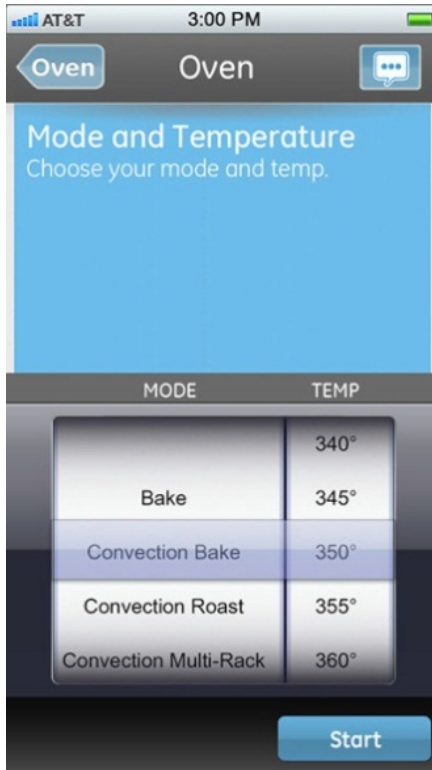 AT&T 3:00 PM
Oven Oven
Mode and Temperature
Choose your mode and temp.
MODE TEMP
340°
Bake 345°
Convection Bake 350°
Convection Roast 355°
Convection Multi-Rack 360°
Start